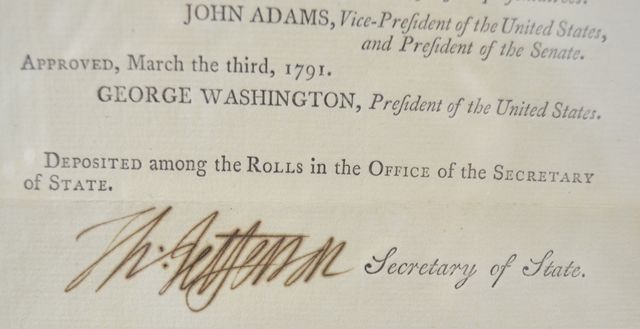 JOHN ADAMS, Vice-Preſident of the United States,
and Preſident of the Senate.
APPROVED, March the third, 1791.
GEORGE WASHINGTON, Preſident of the United States.
DEPOSITED among the ROLLS in the OFFICE of the SECRETARY
of STATE.
Th: Jefferson Secretary of State.